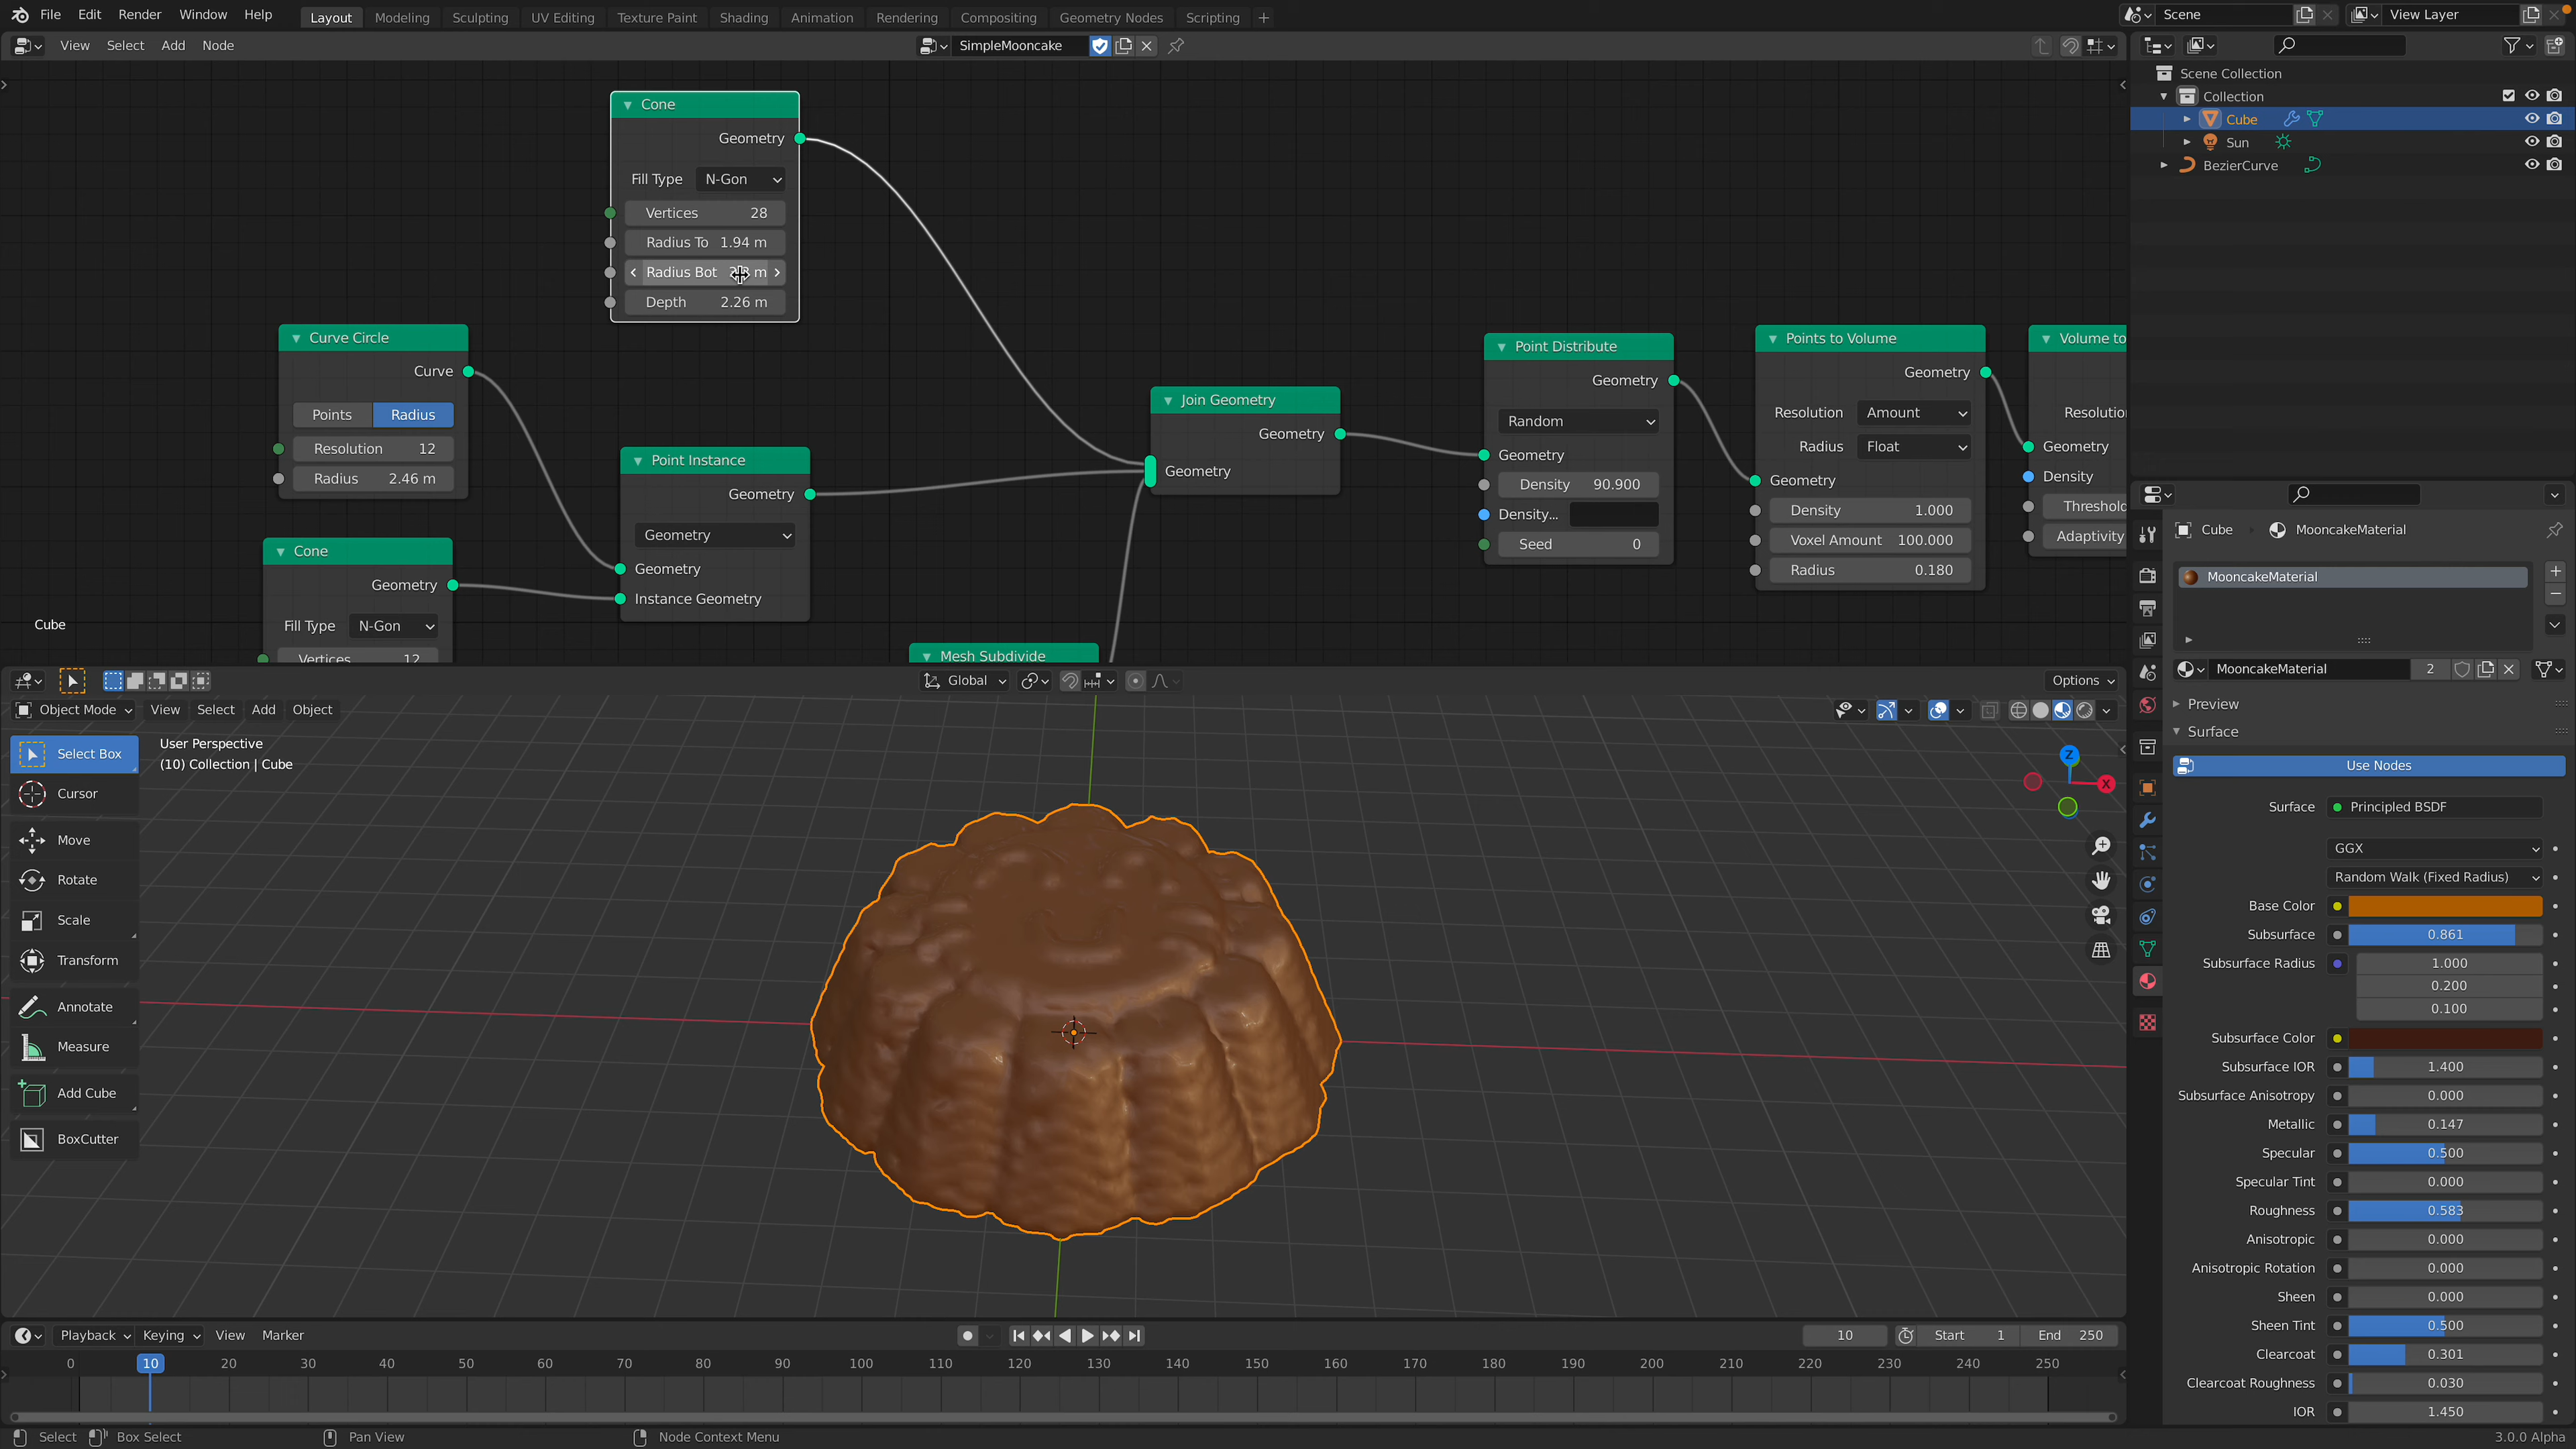 File Edit Render Window Help Layout Modeling Sculpting UV Editing Texture Paint Shading Animation Rendering Compositing Geometry Nodes Scripting + Scene View Layer
View Select Add Node SimpleMooncake
Scene Collection
Collection
Cube
Sun
BezierCurve
Cone
Geometry
Fill Type N-Gon
Vertices 28
Radius To 1.94 m
Radius Bot m
Depth 2.26 m
Curve Circle
Curve
Points Radius
Resolution 12
Radius 2.46 m
Cone
Geometry
Fill Type N-Gon
Vertices 12
Cube
Point Instance
Geometry
Geometry
Geometry
Instance Geometry
Mesh Subdivide
Join Geometry
Geometry
Geometry
Point Distribute
Geometry
Random
Geometry
Density 90.900
Density...
Seed 0
Points to Volume
Geometry
Resolution Amount
Radius Float
Geometry
Density 1.000
Voxel Amount 100.000
Radius 0.180
Volume to
Resolutio
Geometry
Density
Threshold
Adaptivity
Global Options
Object Mode View Select Add Object
User Perspective
(10) Collection | Cube
Select Box
Cursor
Move
Rotate
Scale
Transform
Annotate
Measure
Add Cube
BoxCutter
Z
X
Cube MooncakeMaterial
MooncakeMaterial
MooncakeMaterial 2
Preview
Surface
Use Nodes
Surface Principled BSDF
GGX
Random Walk (Fixed Radius)
Base Color
Subsurface 0.861
Subsurface Radius 1.000
0.200
0.100
Subsurface Color
Subsurface IOR 1.400
Subsurface Anisotropy 0.000
Metallic 0.147
Specular 0.500
Specular Tint 0.000
Roughness 0.583
Anisotropic 0.000
Anisotropic Rotation 0.000
Sheen 0.000
Sheen Tint 0.500
Clearcoat 0.301
Clearcoat Roughness 0.030
IOR 1.450
Playback Keying View Marker 10 Start 1 End 250
0 10 20 30 40 50 60 70 80 90 100 110 120 130 140 150 160 170 180 190 200 210 220 230 240 250
Select Box Select Pan View Node Context Menu 3.0.0 Alpha